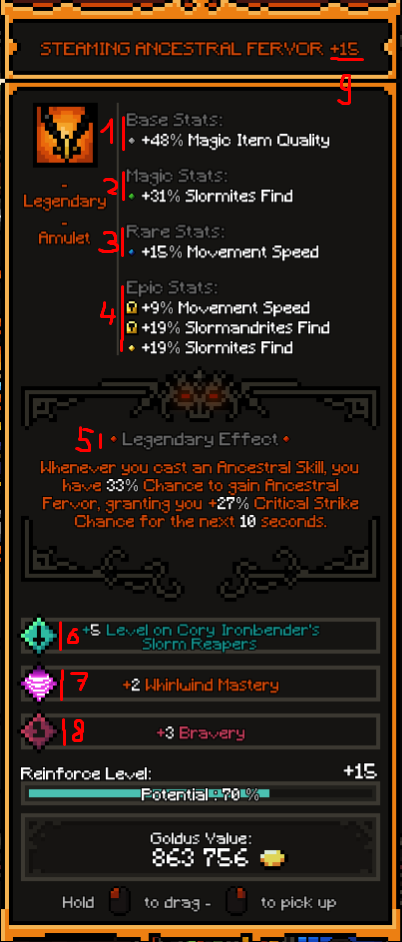 STEAMING ANCESTRAL FERVOR +15
9
Base Stats:
1
+48% Magic Item Quality
Magic Stats:
2
+31% Slormites Find
Legendary
Rare Stats:
Amulet
3
+15% Movement Speed
Epic Stats:
4
+9% Movement Speed
+19% Slormandrites Find
+19% Slormites Find
5
• Legendary Effect •
Whenever you cast an Ancestral Skill, you
have 33% Chance to gain Ancestral
Fervor, granting you +27% Critical Strike
Chance for the next 10 seconds.
6
+5 Level on Cory Ironbender's
Slorm Reapers
7
+2 Whirlwind Mastery
8
+3 Bravery
Reinforce Level: +15
Potential : 70 %
Goldus Value:
863 756
Hold to drag - to pick up